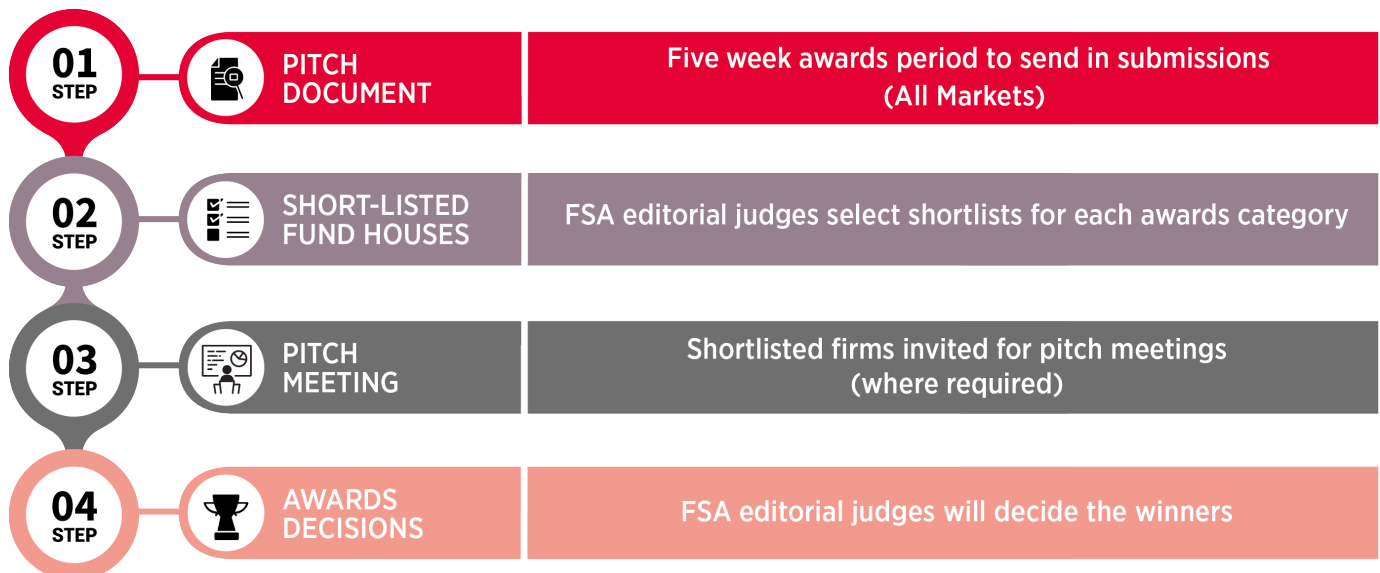 01
STEP
PITCH
DOCUMENT
Five week awards period to send in submissions
(All Markets)
02
STEP
SHORT-LISTED
FUND HOUSES
FSA editorial judges select shortlists for each awards category
03
STEP
PITCH
MEETING
Shortlisted firms invited for pitch meetings
(where required)
04
STEP
AWARDS
DECISIONS
FSA editorial judges will decide the winners